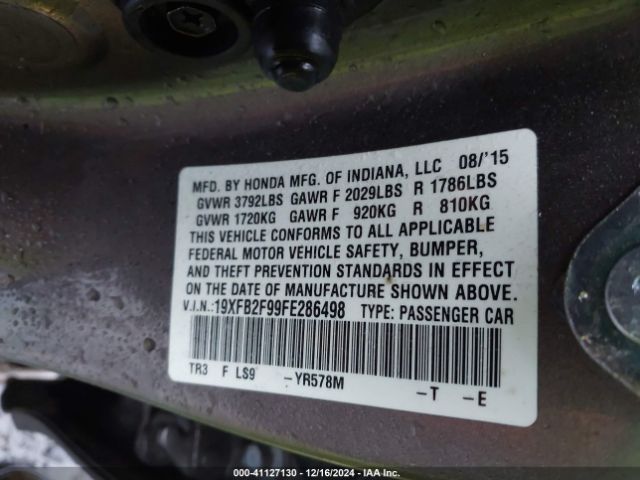 MFD. BY HONDA MFG. OF INDIANA, LLC 08/'15
GVWR 3792LBS GAWR F 2029LBS R 1786LBS
GVWR 1720KG GAWR F 920KG R 810KG
THIS VEHICLE CONFORMS TO ALL APPLICABLE
FEDERAL MOTOR VEHICLE SAFETY, BUMPER,
AND THEFT PREVENTION STANDARDS IN EFFECT
ON THE DATE OF MANUFACTURE SHOWN ABOVE.
V.I.N.: 19XFB2F99FE286498 TYPE: PASSENGER CAR
TR3 F LS9 -YR578M -T -E
000-41127130 - 12/16/2024 - IAA Inc.